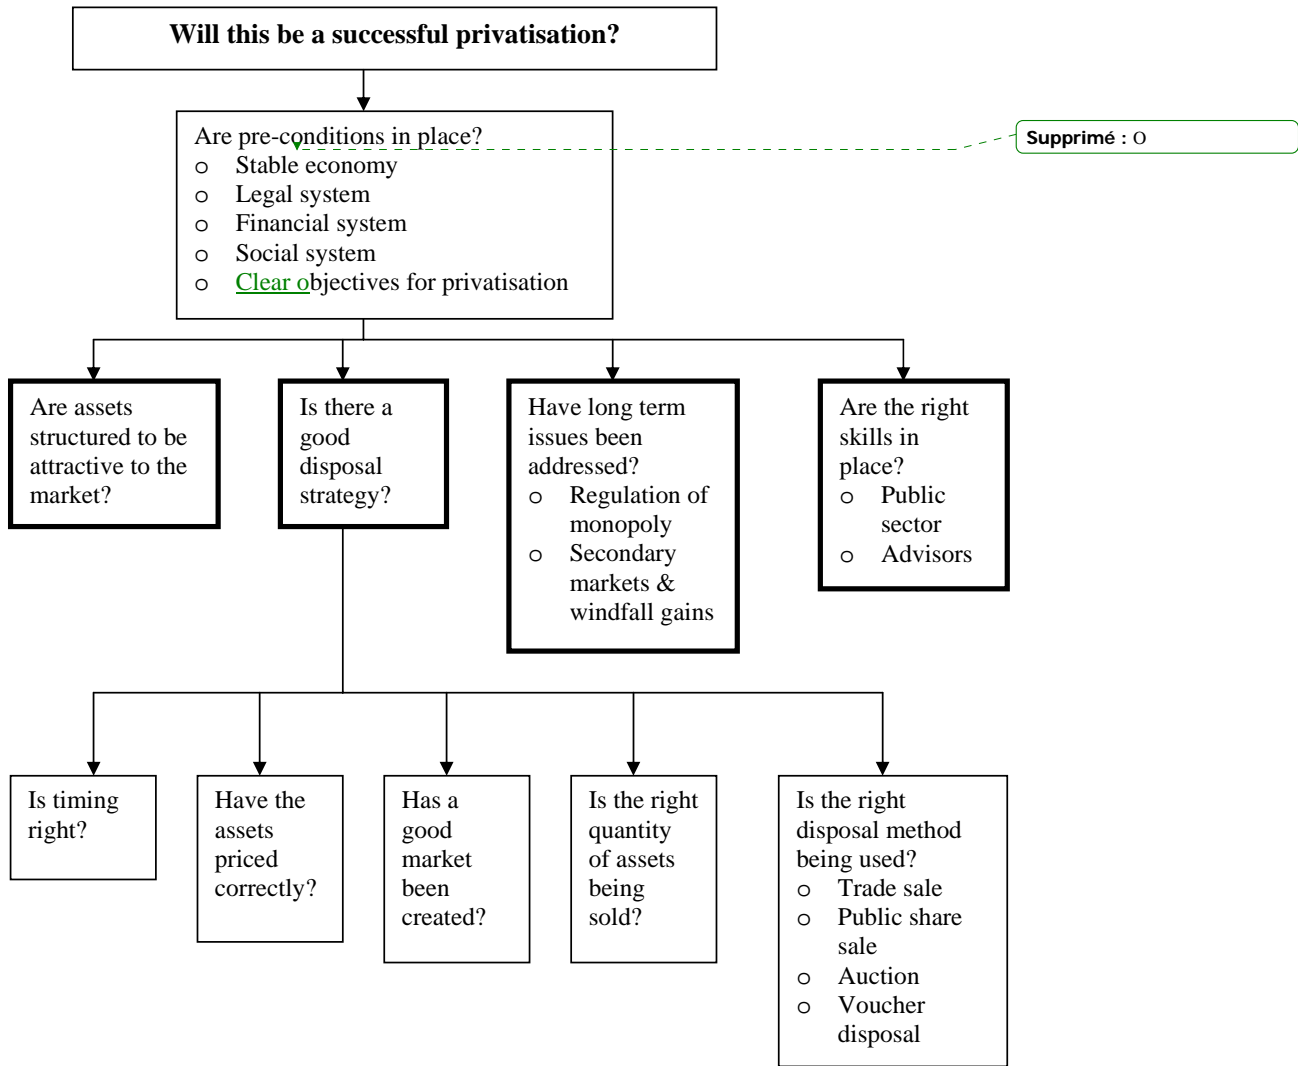 Will this be a successful privatisation?
Are pre-conditions in place?
o Stable economy
o Legal system
o Financial system
o Social system
o Clear objectives for privatisation
Supprimé : O
Are assets
structured to be
attractive to the
market?
Is there a
good
disposal
strategy?
Have long term
issues been
addressed?
o Regulation of
monopoly
o Secondary
markets &
windfall gains
Are the right
skills in
place?
o Public
sector
o Advisors
Is timing
right?
Have the
assets
priced
correctly?
Has a
good
market
been
created?
Is the right
quantity
of assets
being
sold?
Is the right
disposal method
being used?
o Trade sale
o Public share
sale
o Auction
o Voucher
disposal